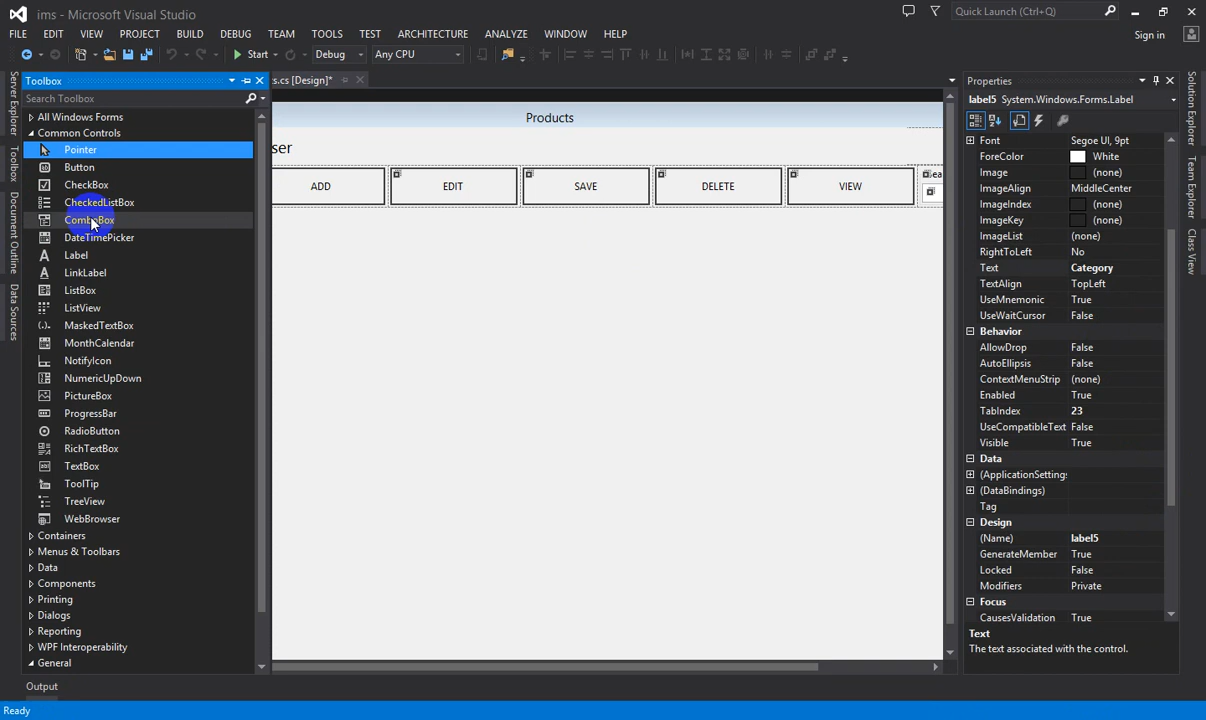 ims - Microsoft Visual Studio
Quick Launch (Ctrl+Q)
FILE EDIT VIEW PROJECT BUILD DEBUG TEAM TOOLS TEST ARCHITECTURE ANALYZE WINDOW HELP
Sign in
Start Debug Any CPU
Server Explorer
Toolbox
Document Outline
Data Sources
Toolbox
Search Toolbox
All Windows Forms
Common Controls
Pointer
Button
CheckBox
CheckedListBox
ComboBox
DateTimePicker
Label
LinkLabel
ListBox
ListView
MaskedTextBox
MonthCalendar
NotifyIcon
NumericUpDown
PictureBox
ProgressBar
RadioButton
RichTextBox
TextBox
ToolTip
TreeView
WebBrowser
Containers
Menus & Toolbars
Data
Components
Printing
Dialogs
Reporting
WPF Interoperability
General
Output
Ready
s.cs [Design]*
Products
ser
ADD EDIT SAVE DELETE VIEW
Properties
label5 System.Windows.Forms.Label
Font Segoe UI, 9pt
ForeColor White
Image (none)
ImageAlign MiddleCenter
ImageIndex (none)
ImageKey (none)
ImageList (none)
RightToLeft No
Text Category
TextAlign TopLeft
UseMnemonic True
UseWaitCursor False
Behavior
AllowDrop False
AutoEllipsis False
ContextMenuStrip (none)
Enabled True
TabIndex 23
UseCompatibleText False
Visible True
Data
(ApplicationSettings
(DataBindings)
Tag
Design
(Name) label5
GenerateMember True
Locked False
Modifiers Private
Focus
CausesValidation True
Text
The text associated with the control.
Solution Explorer
Team Explorer
Class View